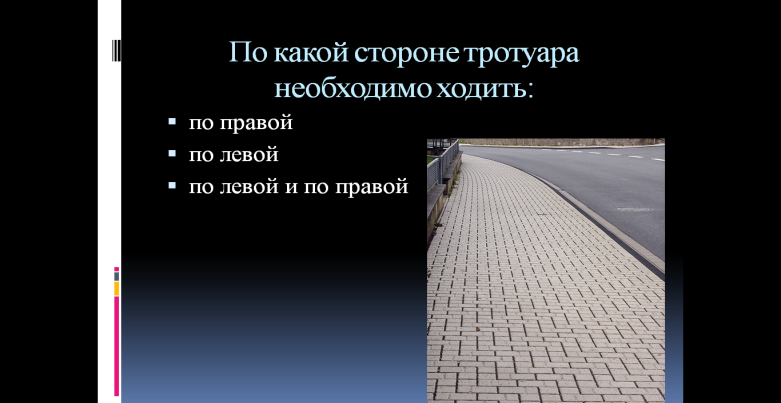 По какой стороне тротуара
необходимо ходить:
по правой
по левой
по левой и по правой